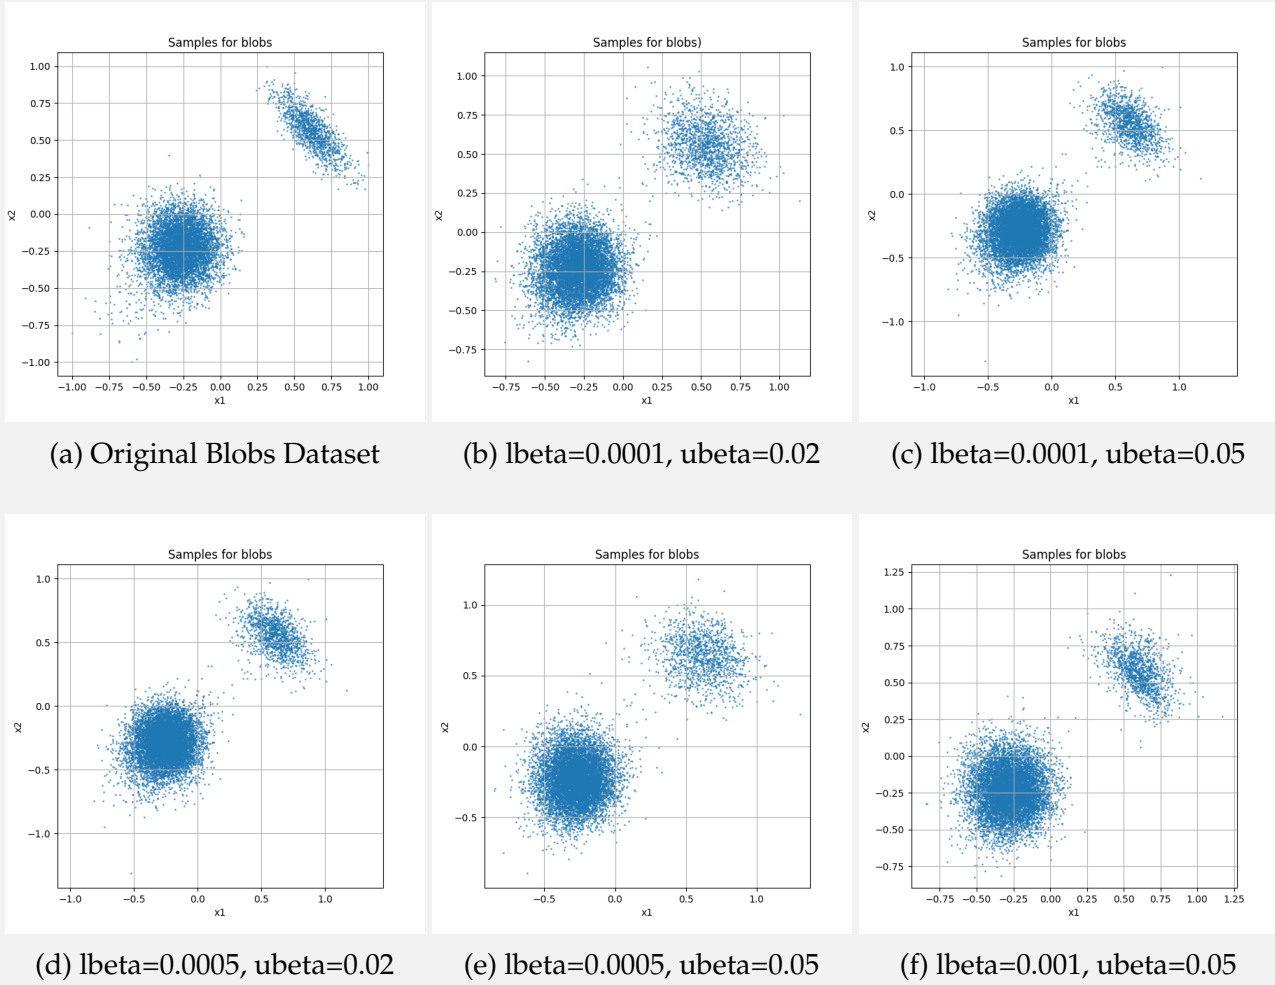 Samples for blobs
x2
1.00
0.75
0.50
0.25
0.00
−0.25
−0.50
−0.75
−1.00
−1.00 −0.75 −0.50 −0.25 0.00 0.25 0.50 0.75 1.00
x1
(a) Original Blobs Dataset
Samples for blobs)
x2
1.00
0.75
0.50
0.25
0.00
−0.25
−0.50
−0.75
−0.75 −0.50 −0.25 0.00 0.25 0.50 0.75 1.00
x1
(b) lbeta=0.0001, ubeta=0.02
Samples for blobs
x2
1.0
0.5
0.0
−0.5
−1.0
−1.0 −0.5 0.0 0.5 1.0
x1
(c) lbeta=0.0001, ubeta=0.05
Samples for blobs
x2
1.0
0.5
0.0
−0.5
−1.0
−1.0 −0.5 0.0 0.5 1.0
x1
(d) lbeta=0.0005, ubeta=0.02
Samples for blobs
x2
1.0
0.5
0.0
−0.5
−0.5 0.0 0.5 1.0
x1
(e) lbeta=0.0005, ubeta=0.05
Samples for blobs
x2
1.25
1.00
0.75
0.50
0.25
0.00
−0.25
−0.50
−0.75
−0.75 −0.50 −0.25 0.00 0.25 0.50 0.75 1.00 1.25
x1
(f) lbeta=0.001, ubeta=0.05